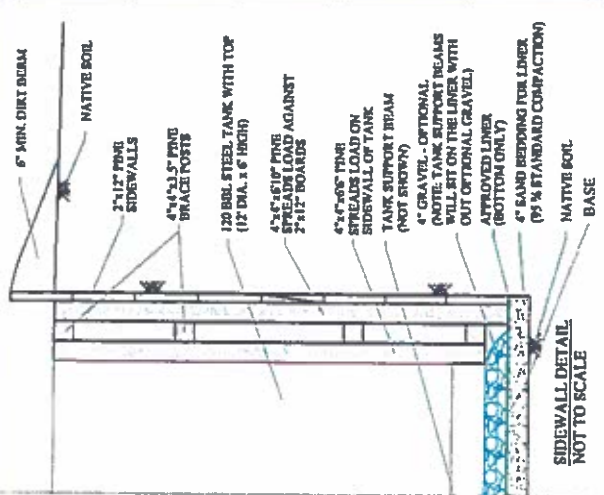 6" MIN. DIRT BERM
NATIVE SOIL
2"x12" PINE
SIDEWALLS
4"x4"x3.5" PINE
BRACE POSTS
120 BBL STEEL TANK WITH TOP
(12' DIA. x 6' HIGH)
4"x4"x6'10" PINE
SPREADS LOAD AGAINST
2"x12" BOARDS
4"x4"x6'6" PINE
SPREADS LOAD ON
SIDEWALL OF TANK
TANK SUPPORT BEAM
(NOT SHOWN)
4" GRAVEL - OPTIONAL
(NOTE: TANK SUPPORT BEAMS
WILL SIT ON THE LINER WITH
OUT OPTIONAL GRAVEL)
APPROVED LINER
(BOTTOM ONLY)
4" SAND BEDDING FOR LINER
(95 % STANDARD COMPACTION)
NATIVE SOIL
BASE
SIDEWALL DETAIL
NOT TO SCALE